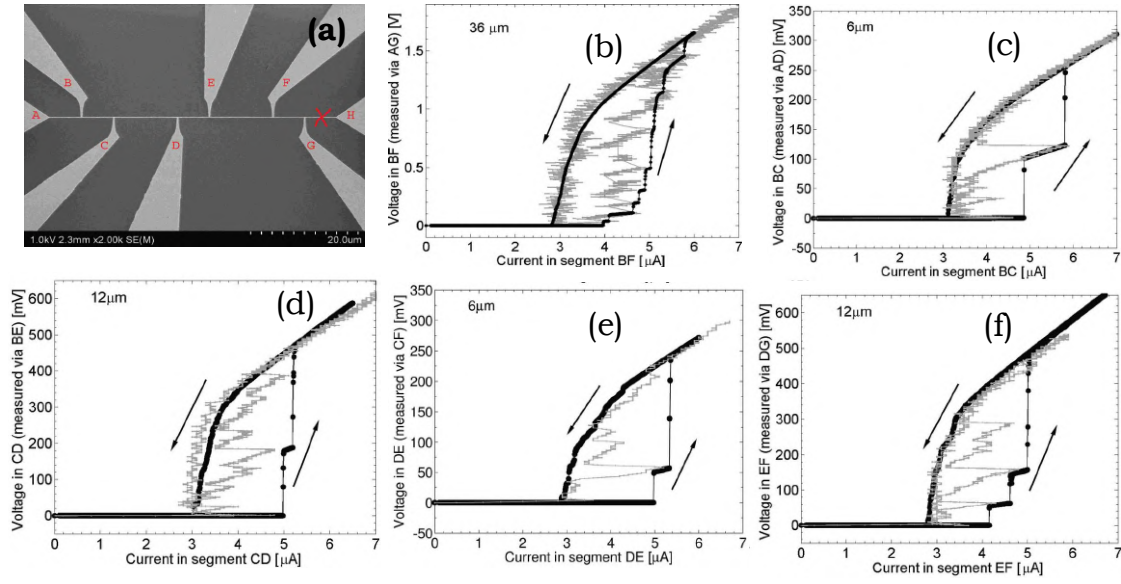 (a)
B
E
F
A
H
C
D
G
1.0kV 2.3mm x2.00k SE(M)
20.0um
36 μm
(b)
Voltage in BF (measured via AG) [V]
1.5
1
0.5
0
0 1 2 3 4 5 6 7
Current in segment BF [μA]
6μm
(c)
Voltage in BC (measured via AD) [mV]
350
300
250
200
150
100
50
0
-50
0 1 2 3 4 5 6 7
Current in segment BC [μA]
12μm
(d)
Voltage in CD (measured via BE) [mV]
600
500
400
300
200
100
0
0 1 2 3 4 5 6 7
Current in segment CD [μA]
6μm
(e)
Voltage in DE (measured via CF) [mV]
350
300
250
200
150
100
50
0
-50
0 1 2 3 4 5 6 7
Current in segment DE [μA]
12μm
(f)
Voltage in EF (measured via DG) [mV]
600
500
400
300
200
100
0
0 1 2 3 4 5 6 7
Current in segment EF [μA]